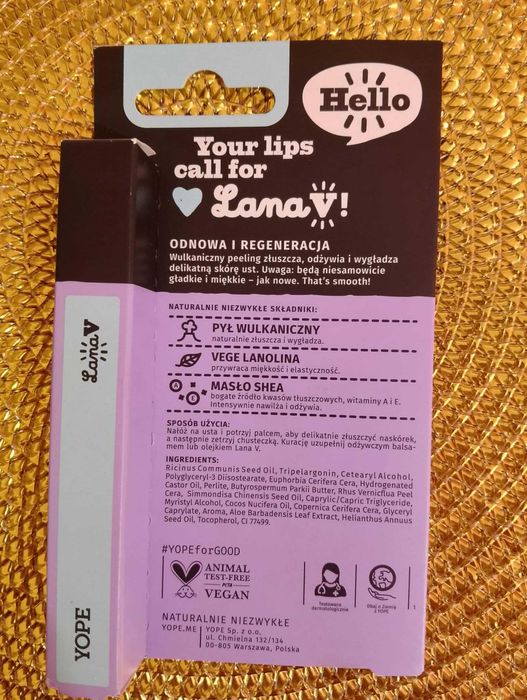 Hello
Your lips
call for
LanaV!
ODNOWA I REGENERACJA
Wulkaniczny peeling złuszcza, odżywia i wygładza
delikatną skórę ust. Uwaga: będą niesamowicie
gładkie i miękkie – jak nowe. That's smooth!
NATURALNIE NIEZWYKŁE SKŁADNIKI:
PYŁ WULKANICZNY
naturalnie złuszcza i wygładza.
VEGE LANOLINA
przywraca miękkość i elastyczność.
A
E
MASŁO SHEA
bogate źródło kwasów tłuszczowych, witaminy A i E.
Intensywnie nawilża i odżywia.
SPOSÓB UŻYCIA:
Nałóż na usta i potrzyj palcem, aby delikatnie złuszczyć naskórek,
a następnie zetrzyj chusteczką. Kurację uzupełnij odżywczym balsa-
mem lub olejkiem Lana V.
INGREDIENTS:
Ricinus Communis Seed Oil, Tripelargonin, Cetearyl Alcohol,
Polyglyceryl-3 Diisostearate, Euphorbia Cerifera Cera, Hydrogenated
Castor Oil, Perlite, Butyrospermum Parkii Butter, Rhus Verniciflua Peel
Cera, Simmondisa Chinensis Seed Oil, Caprylic/Capric Triglyceride,
Myristyl Alcohol, Cocos Nucifera Oil, Copernica Cerifera Cera, Glyceryl
Caprylate, Aroma, Aloe Barbadensis Leaf Extract, Helianthus Annuus
Seed Oil, Tocopherol, CI 77499.
#YOPEforGOOD
ANIMAL
TEST-FREE
PETA
VEGAN
testowane
dermatologicznie
Dbaj o Ziemię
z YOPE
NATURALNIE NIEZWYKŁE
YOPE.ME
YOPE Sp. z o.o.
ul. Chmielna 132/134
00-805 Warszawa, Polska
LanaV
YOPE